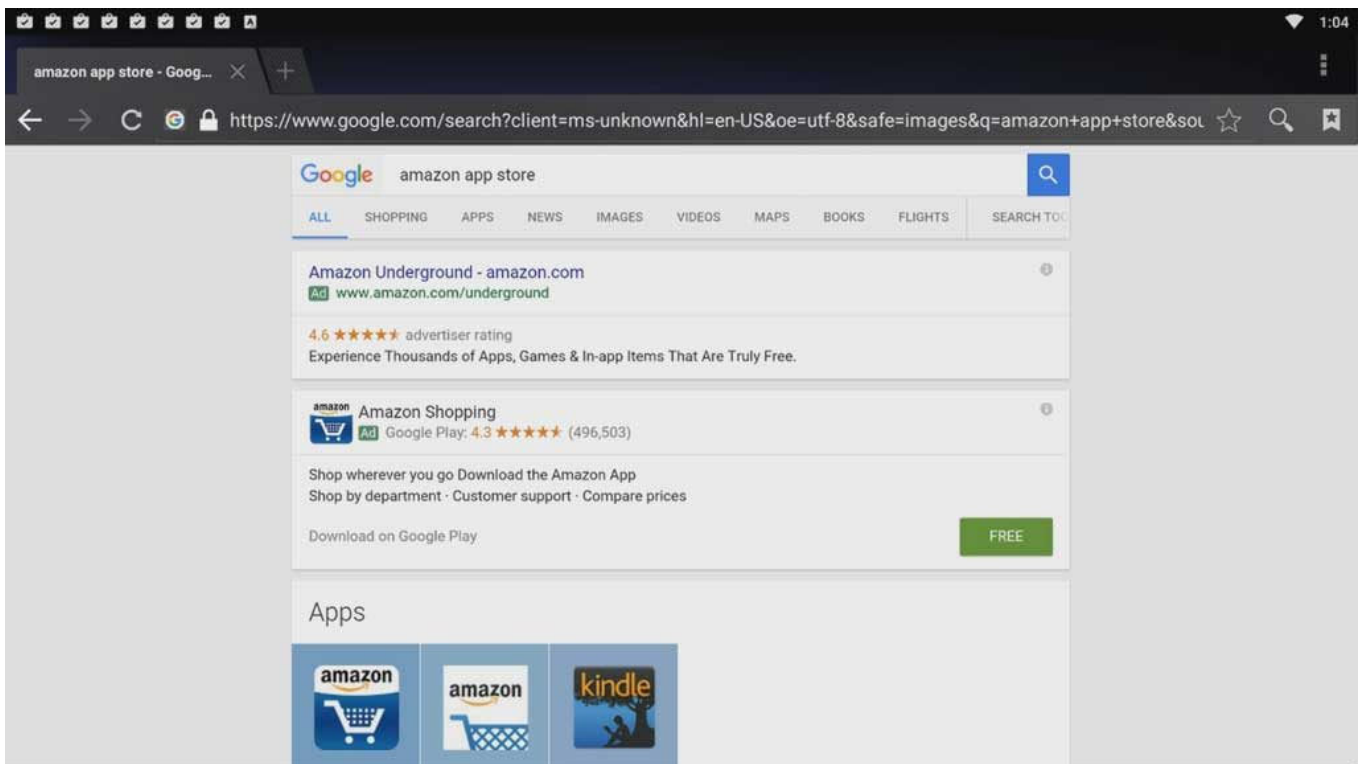 1:04
amazon app store - Goog...
https://www.google.com/search?client=ms-unknown&hl=en-US&oe=utf-8&safe=images&q=amazon+app+store&sou
Google amazon app store
ALL SHOPPING APPS NEWS IMAGES VIDEOS MAPS BOOKS FLIGHTS SEARCH TOO
Amazon Underground - amazon.com
Ad www.amazon.com/underground
4.6 ★★★★★ advertiser rating
Experience Thousands of Apps, Games & In-app Items That Are Truly Free.
amazon Amazon Shopping
Ad Google Play: 4.3 ★★★★★ (496,503)
Shop wherever you go Download the Amazon App
Shop by department · Customer support · Compare prices
Download on Google Play FREE
Apps
amazon amazon kindle